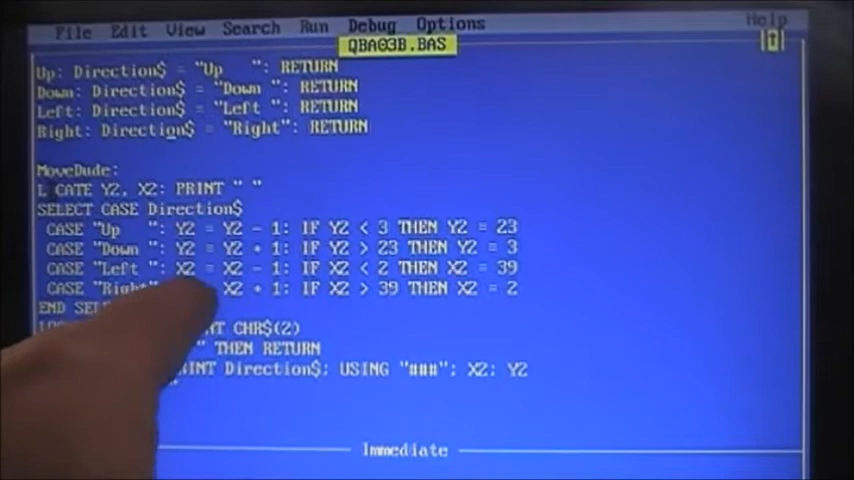 File Edit View Search Run Debug Options Help
QBA03B.BAS
Up: Direction$ = "Up   ": RETURN
Down: Direction$ = "Down ": RETURN
Left: Direction$ = "Left ": RETURN
Right: Direction$ = "Right": RETURN
MoveDude:
L CATE Y2, X2: PRINT " "
SELECT CASE Direction$
CASE "Up   ": Y2 = Y2 - 1: IF Y2 < 3 THEN Y2 = 23
CASE "Down ": Y2 = Y2 + 1: IF Y2 > 23 THEN Y2 = 3
CASE "Left ": X2 = X2 - 1: IF X2 < 2 THEN X2 = 39
CASE "Right" X2 + 1: IF X2 > 39 THEN X2 = 2
END SEL
CHR$(2)
" THEN RETURN
INT Direction$; USING "###"; X2; Y2
"
Immediate